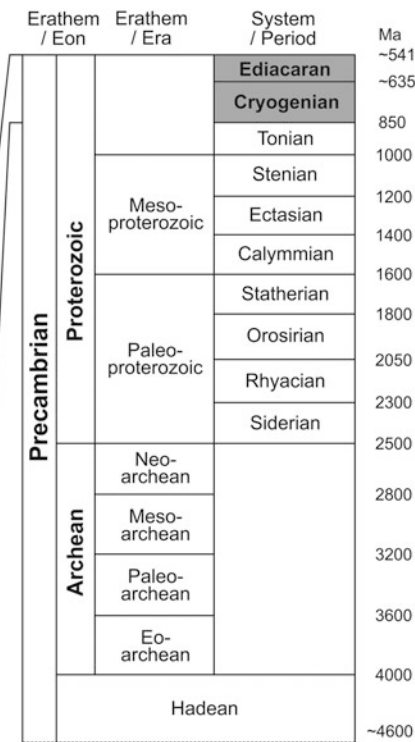 Erathem / Eon
Erathem / Era
System / Period
Ma
~541
Ediacaran
~635
Cryogenian
850
Tonian
1000
Stenian
1200
Meso-
proterozoic
Ectasian
1400
Calymmian
1600
Statherian
1800
Orosirian
Paleo-
proterozoic
2050
Rhyacian
2300
Siderian
2500
Proterozoic
Precambrian
Neo-
archean
2800
Meso-
archean
3200
Paleo-
archean
3600
Eo-
archean
4000
Archean
Hadean
~4600